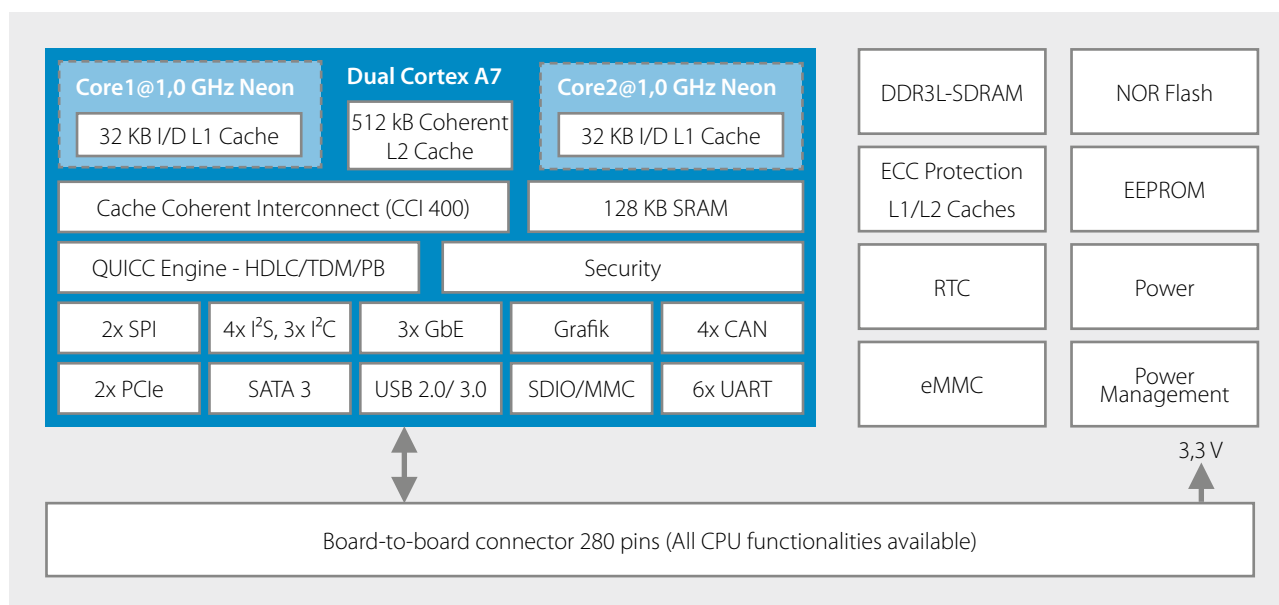 Core1@1,0 GHz Neon
32 KB I/D L1 Cache
Dual Cortex A7
512 kB Coherent
L2 Cache
Core2@1,0 GHz Neon
32 KB I/D L1 Cache
Cache Coherent Interconnect (CCI 400)
128 KB SRAM
QUICC Engine - HDLC/TDM/PB
Security
2x SPI
4x I²S, 3x I²C
3x GbE
Grafik
4x CAN
2x PCIe
SATA 3
USB 2.0/ 3.0
SDIO/MMC
6x UART
DDR3L-SDRAM
NOR Flash
ECC Protection
L1/L2 Caches
EEPROM
RTC
Power
eMMC
Power
Management
3,3 V
Board-to-board connector 280 pins (All CPU functionalities available)